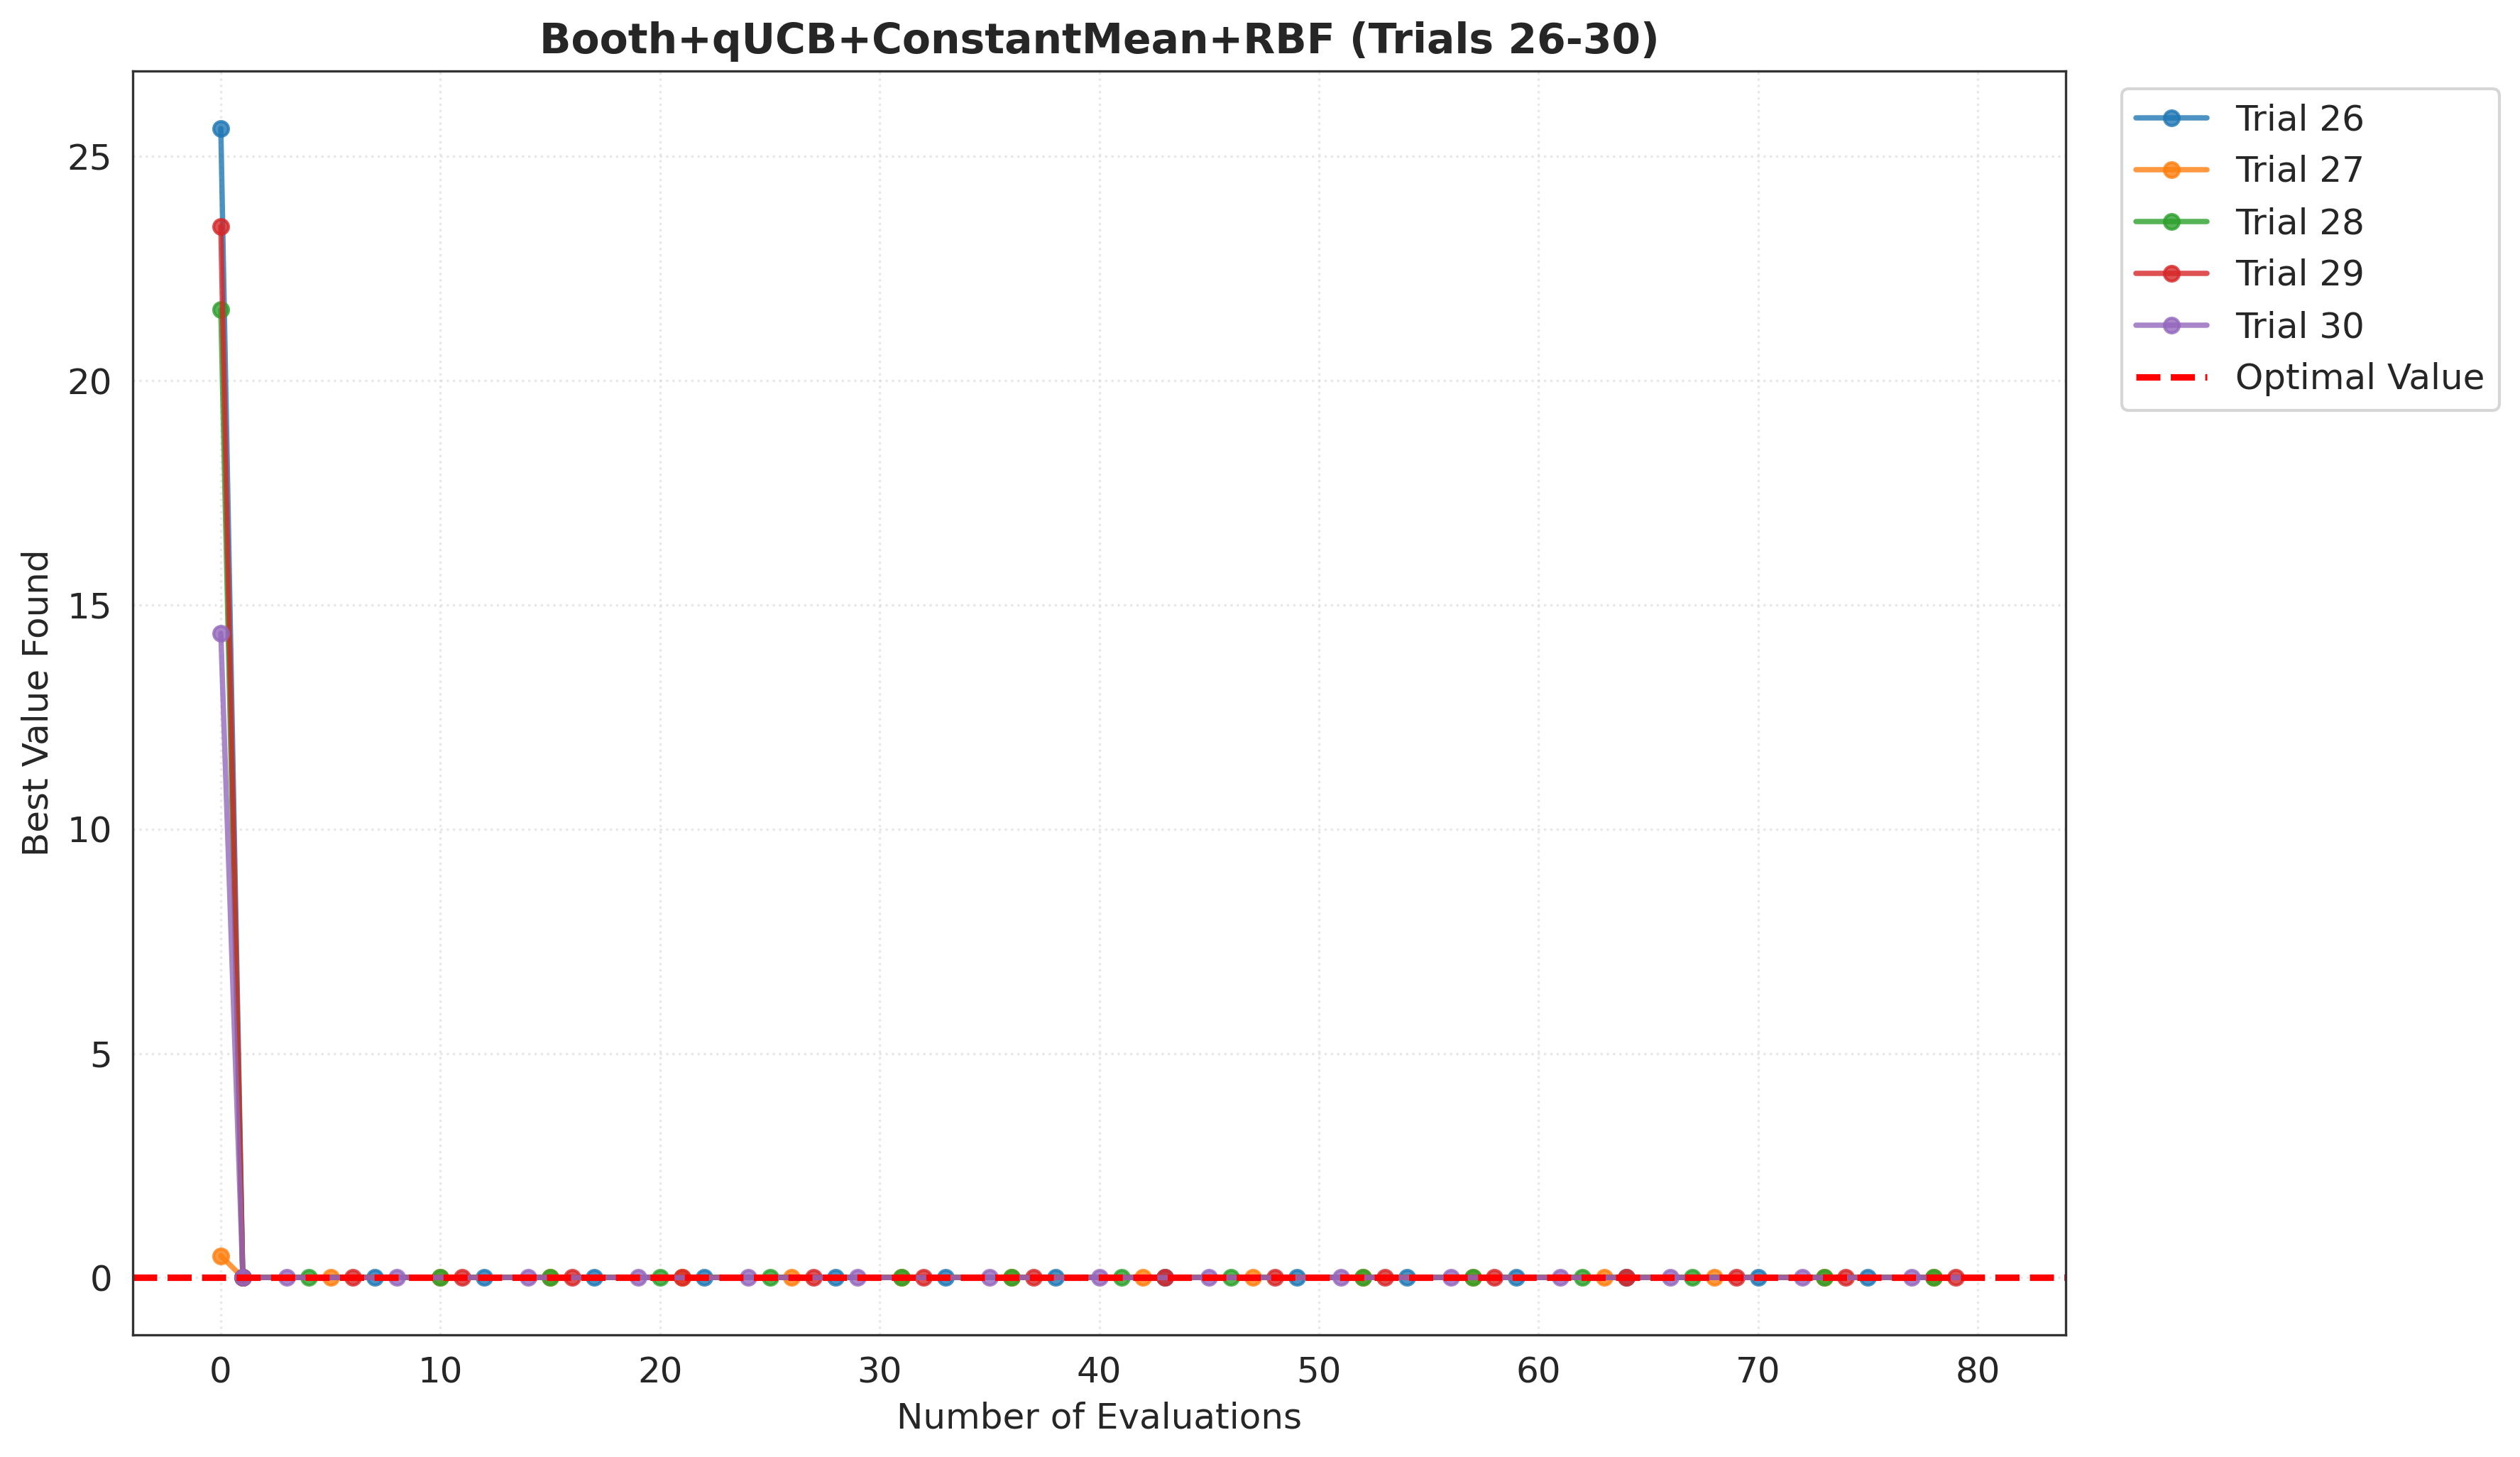 Booth+qUCB+ConstantMean+RBF (Trials 26-30)
Trial 26
Trial 27
Trial 28
Trial 29
Trial 30
Optimal Value
Best Value Found
25
20
15
10
5
0
0 10 20 30 40 50 60 70 80
Number of Evaluations